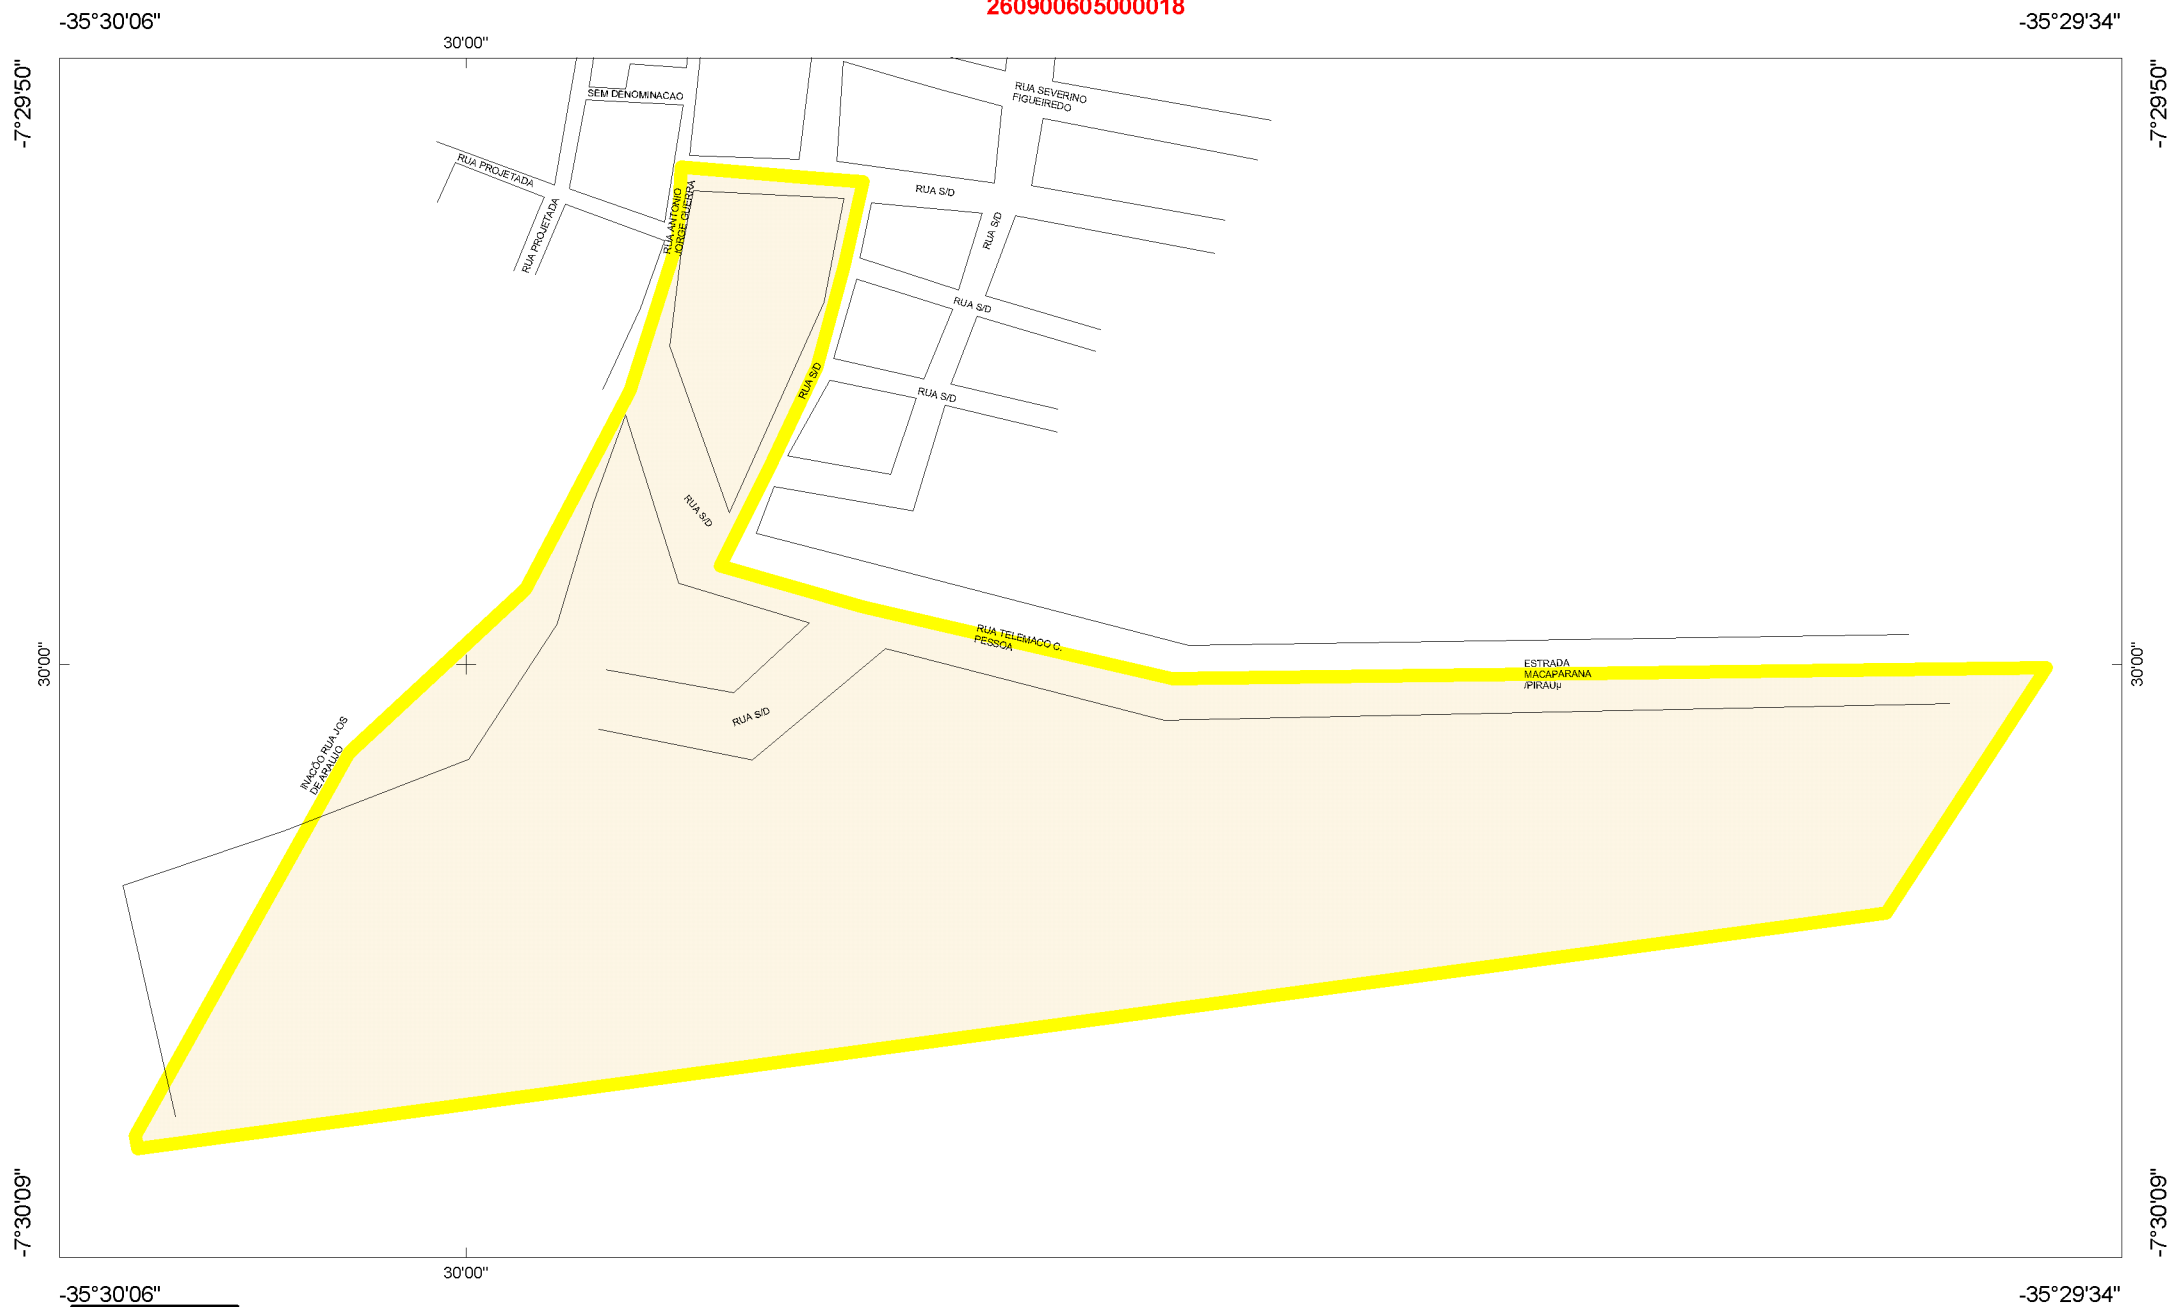 260900605000018
-35°30'06"
-35°29'34"
30'00"
-7°29'50"
-7°29'50"
RUA SEVERINO
FIGUEIREDO
SEM DENOMINACAO
RUA PROJETADA
RUA PROJETADA
RUA ANTONIO
JORGE GUERRA
RUA S/D
RUA S/D
RUA S/D
RUA S/D
RUA S/D
RUA S/D
RUA TELEMACO C.
PESSOA
ESTRADA
MACAPARANA
/PIRAUµ
30'00"
30'00"
RUA S/D
INACÕO RUA JOS
DE ARAUJO
-7°30'09"
-7°30'09"
30'00"
-35°30'06"
-35°29'34"